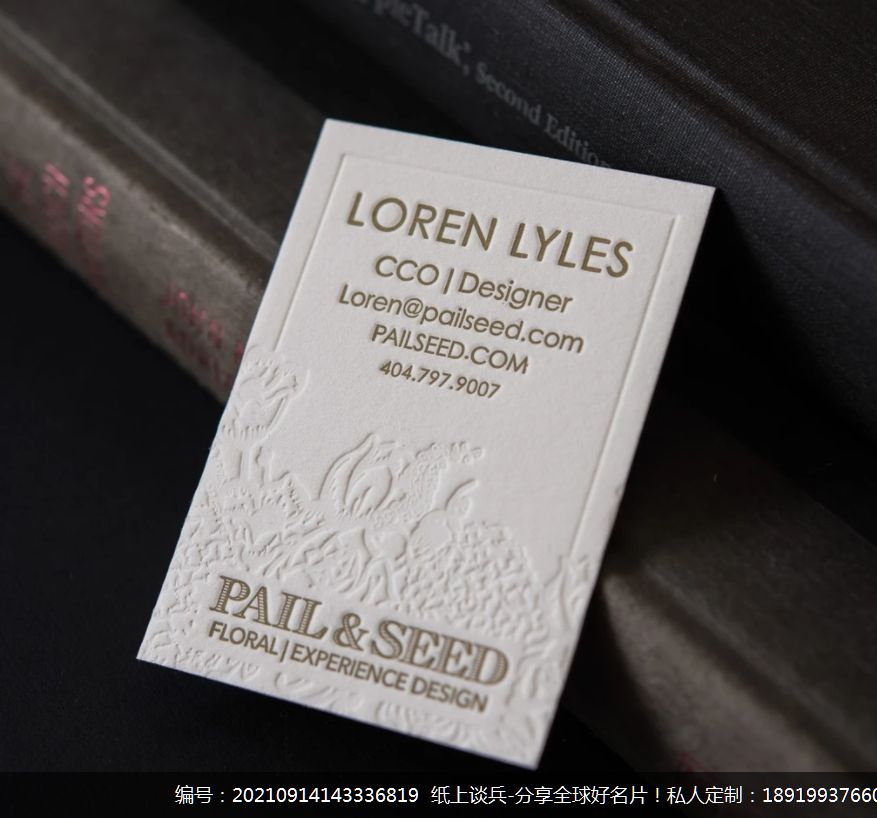 pleTalk', Second Edition
LOREN LYLES
CCO | Designer
Loren@pailseed.com
PAILSEED.COM
404.797.9007
PAIL & SEED
FLORAL | EXPERIENCE DESIGN
编号：20210914143336819 纸上谈兵-分享全球好名片！私人定制：18919937660